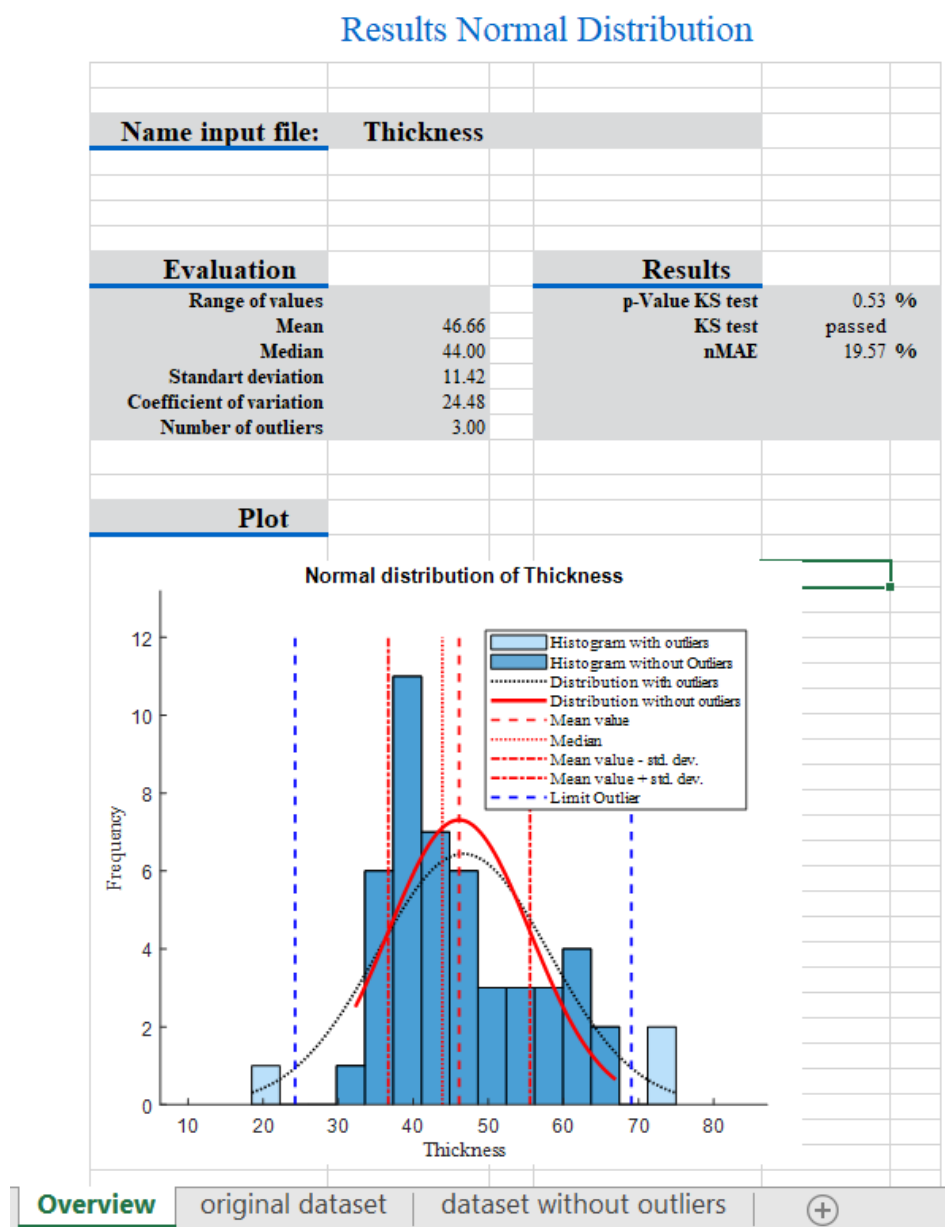 Results Normal Distribution
Name input file: Thickness
Evaluation
Range of values
Mean 46.66
Median 44.00
Standart deviation 11.42
Coefficient of variation 24.48
Number of outliers 3.00
Results
p-Value KS test 0.53 %
KS test passed
nMAE 19.57 %
Plot
Normal distribution of Thickness
Histogram with outliers
Histogram without Outliers
Distribution with outliers
Distribution without outliers
Mean value
Median
Mean value - std. dev.
Mean value + std. dev.
Limit Outlier
Frequency
12
10
8
6
4
2
0
10 20 30 40 50 60 70 80
Thickness
Overview original dataset dataset without outliers